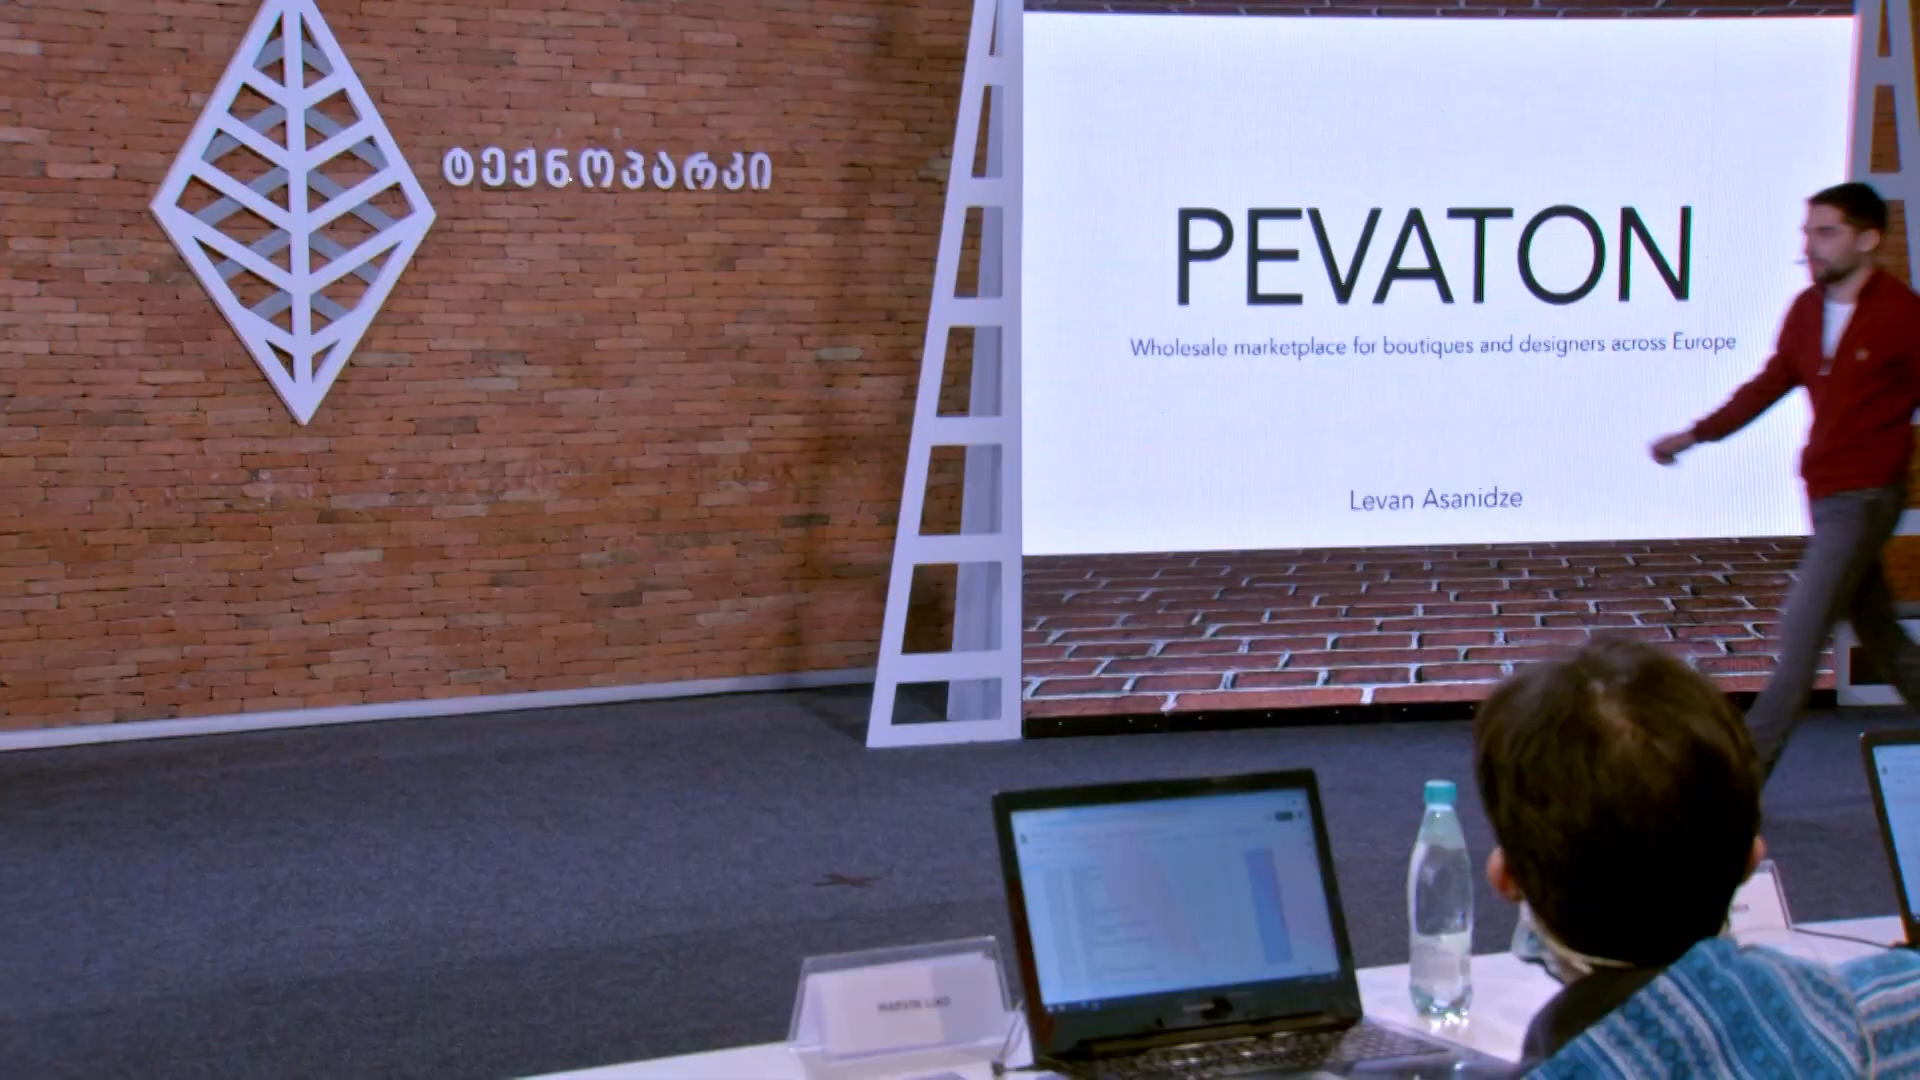 ტექნოპარკი
PEVATON
Wholesale marketplace for boutiques and designers across Europe
Levan Asanidze